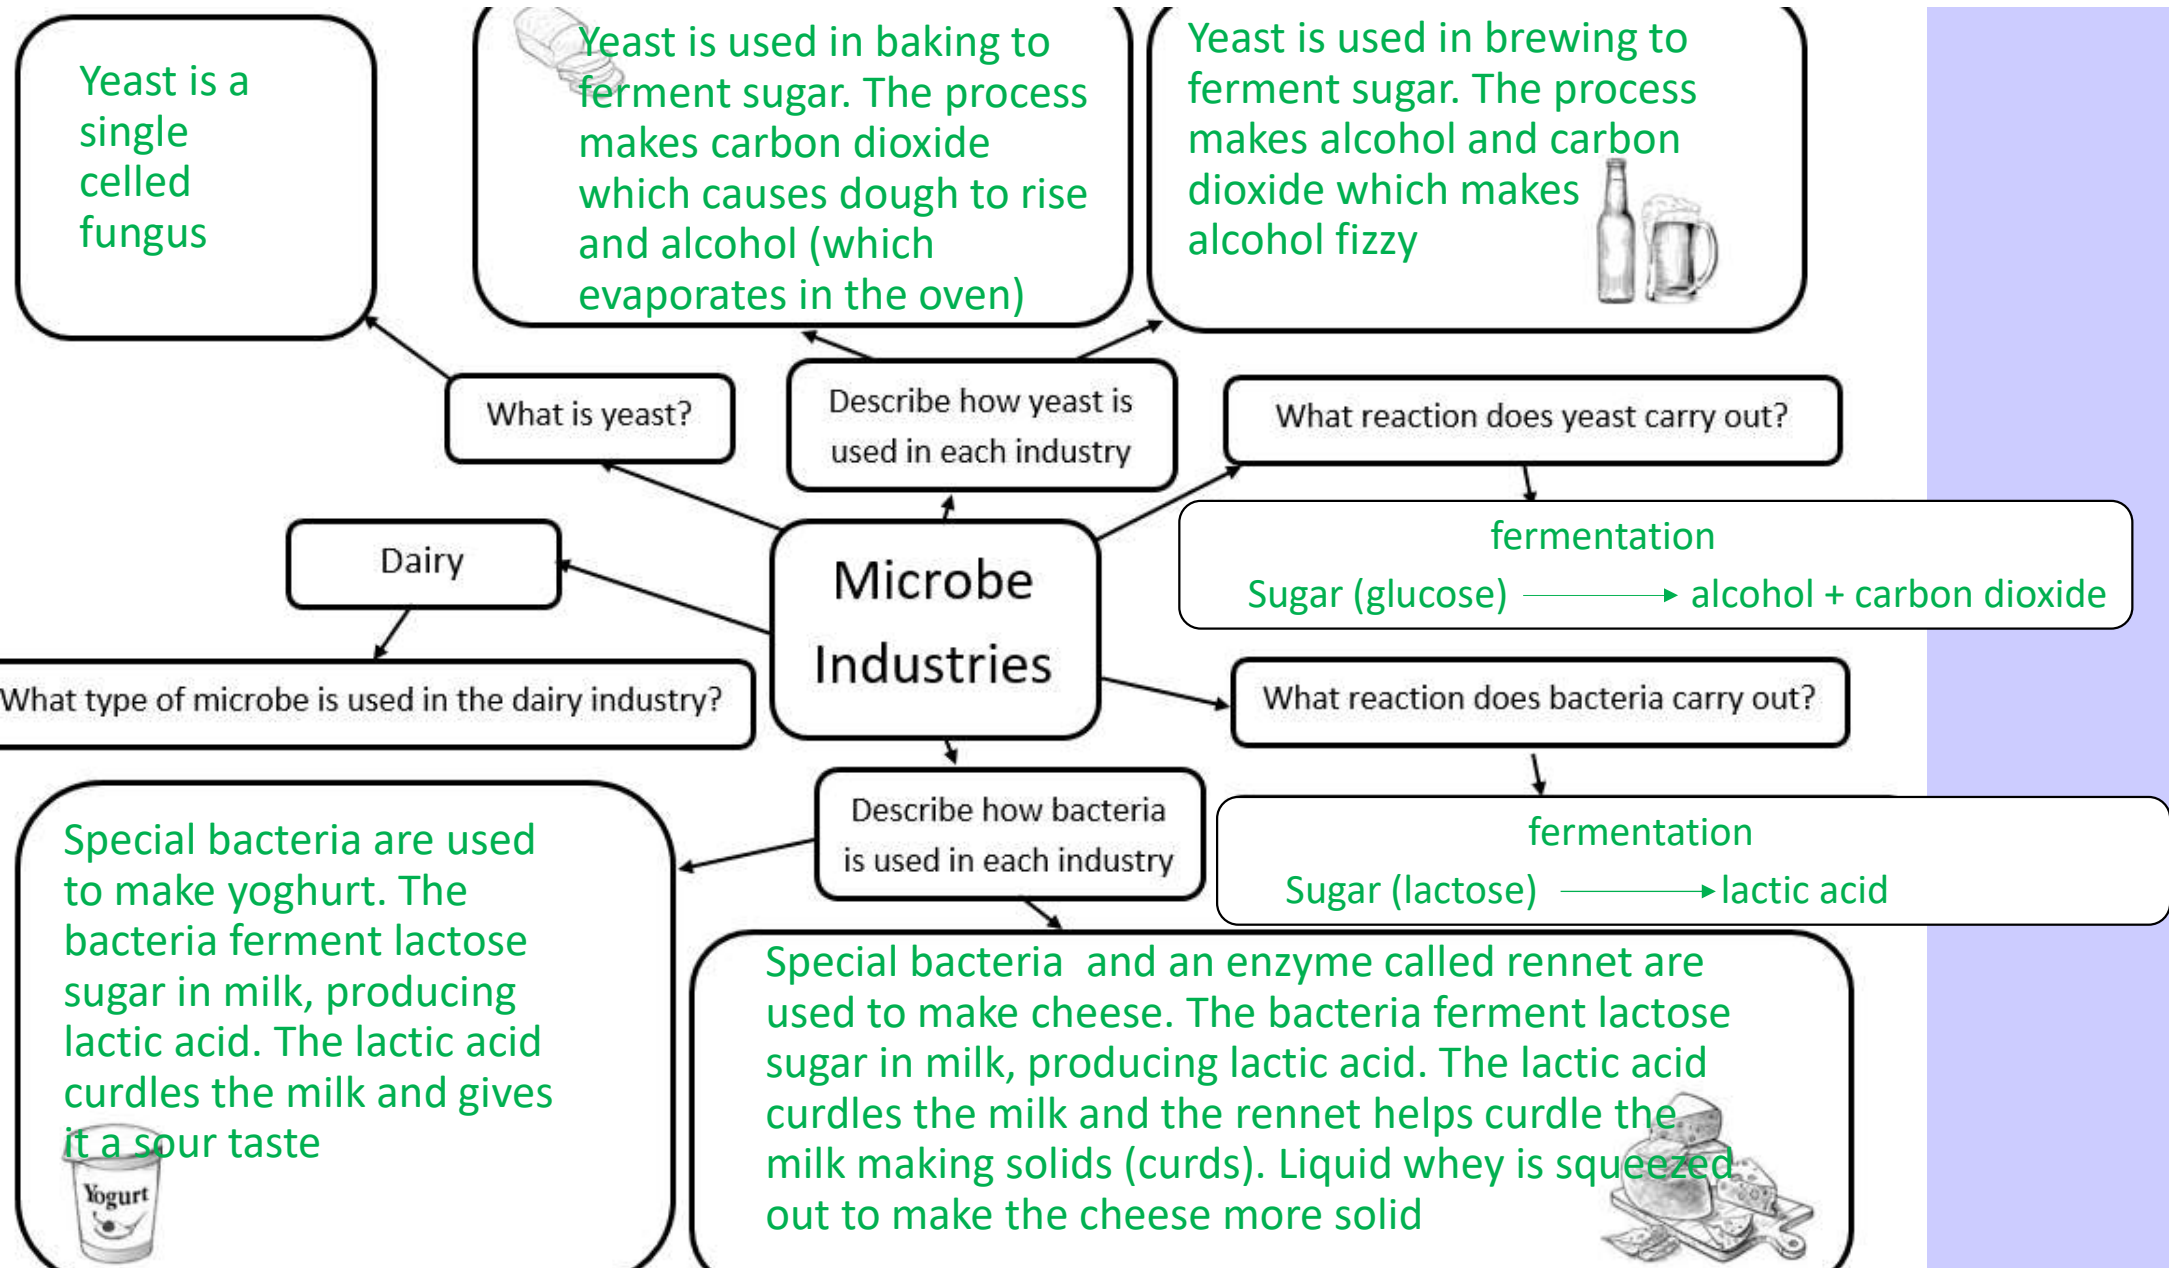 Yeast is a
single
celled
fungus
Yeast is used in baking to
ferment sugar. The process
makes carbon dioxide
which causes dough to rise
and alcohol (which
evaporates in the oven)
Yeast is used in brewing to
ferment sugar. The process
makes alcohol and carbon
dioxide which makes
alcohol fizzy
What is yeast?
Describe how yeast is
used in each industry
What reaction does yeast carry out?
fermentation
Sugar (glucose) → alcohol + carbon dioxide
Dairy
Microbe
Industries
What type of microbe is used in the dairy industry?
What reaction does bacteria carry out?
fermentation
Sugar (lactose) → lactic acid
Describe how bacteria
is used in each industry
Special bacteria are used
to make yoghurt. The
bacteria ferment lactose
sugar in milk, producing
lactic acid. The lactic acid
curdles the milk and gives
it a sour taste
Yogurt
Special bacteria and an enzyme called rennet are
used to make cheese. The bacteria ferment lactose
sugar in milk, producing lactic acid. The lactic acid
curdles the milk and the rennet helps curdle the
milk making solids (curds). Liquid whey is squeezed
out to make the cheese more solid